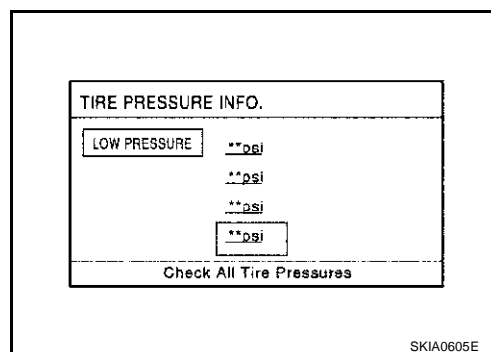 TIRE PRESSURE INFO.
LOW PRESSURE
**psi
**psi
**psi
**psi
Check All Tire Pressures
SKIA0605E